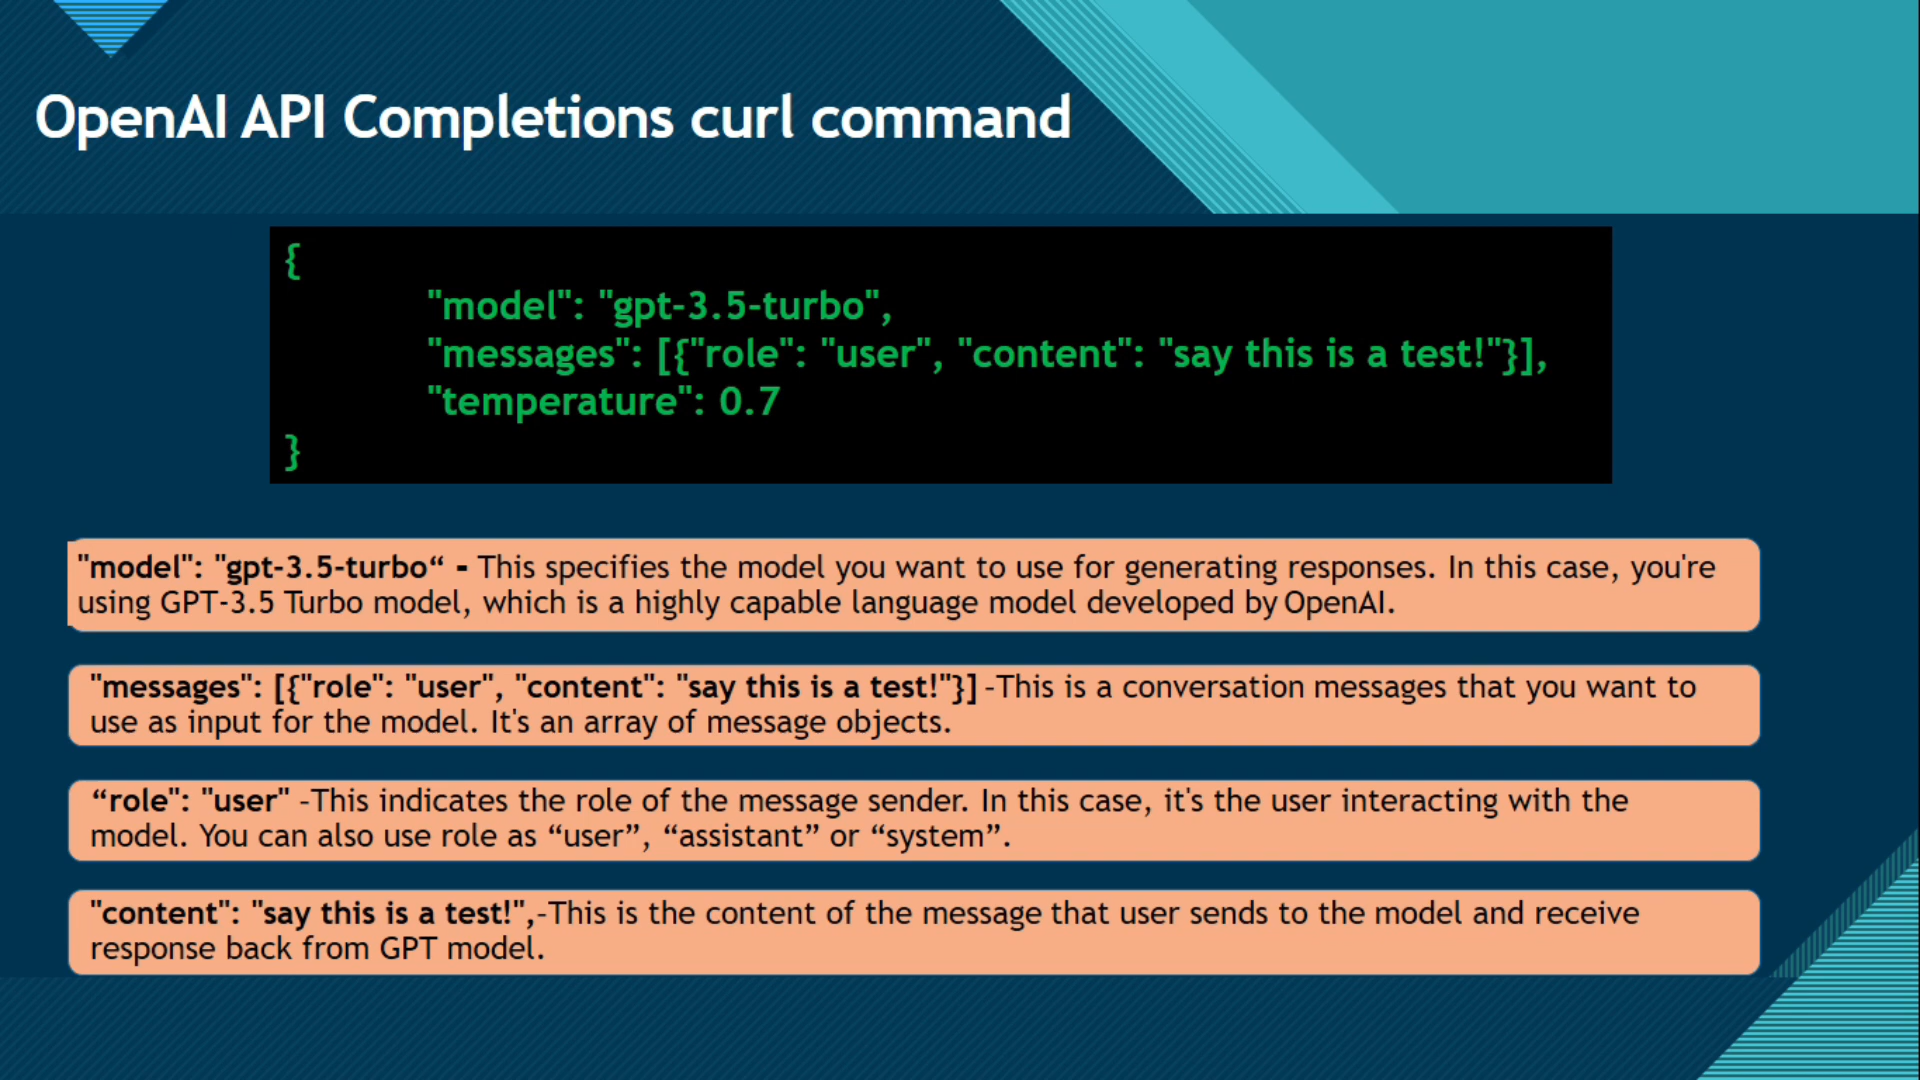 OpenAI API Completions curl command
{
"model": "gpt-3.5-turbo",
"messages": [{"role": "user", "content": "say this is a test!"}],
"temperature": 0.7
}
"model": "gpt-3.5-turbo“ - This specifies the model you want to use for generating responses. In this case, you're
using GPT-3.5 Turbo model, which is a highly capable language model developed by OpenAI.
"messages": [{"role": "user", "content": "say this is a test!"}] -This is a conversation messages that you want to
use as input for the model. It's an array of message objects.
“role": "user" -This indicates the role of the message sender. In this case, it's the user interacting with the
model. You can also use role as “user”, “assistant” or “system”.
"content": "say this is a test!",-This is the content of the message that user sends to the model and receive
response back from GPT model.